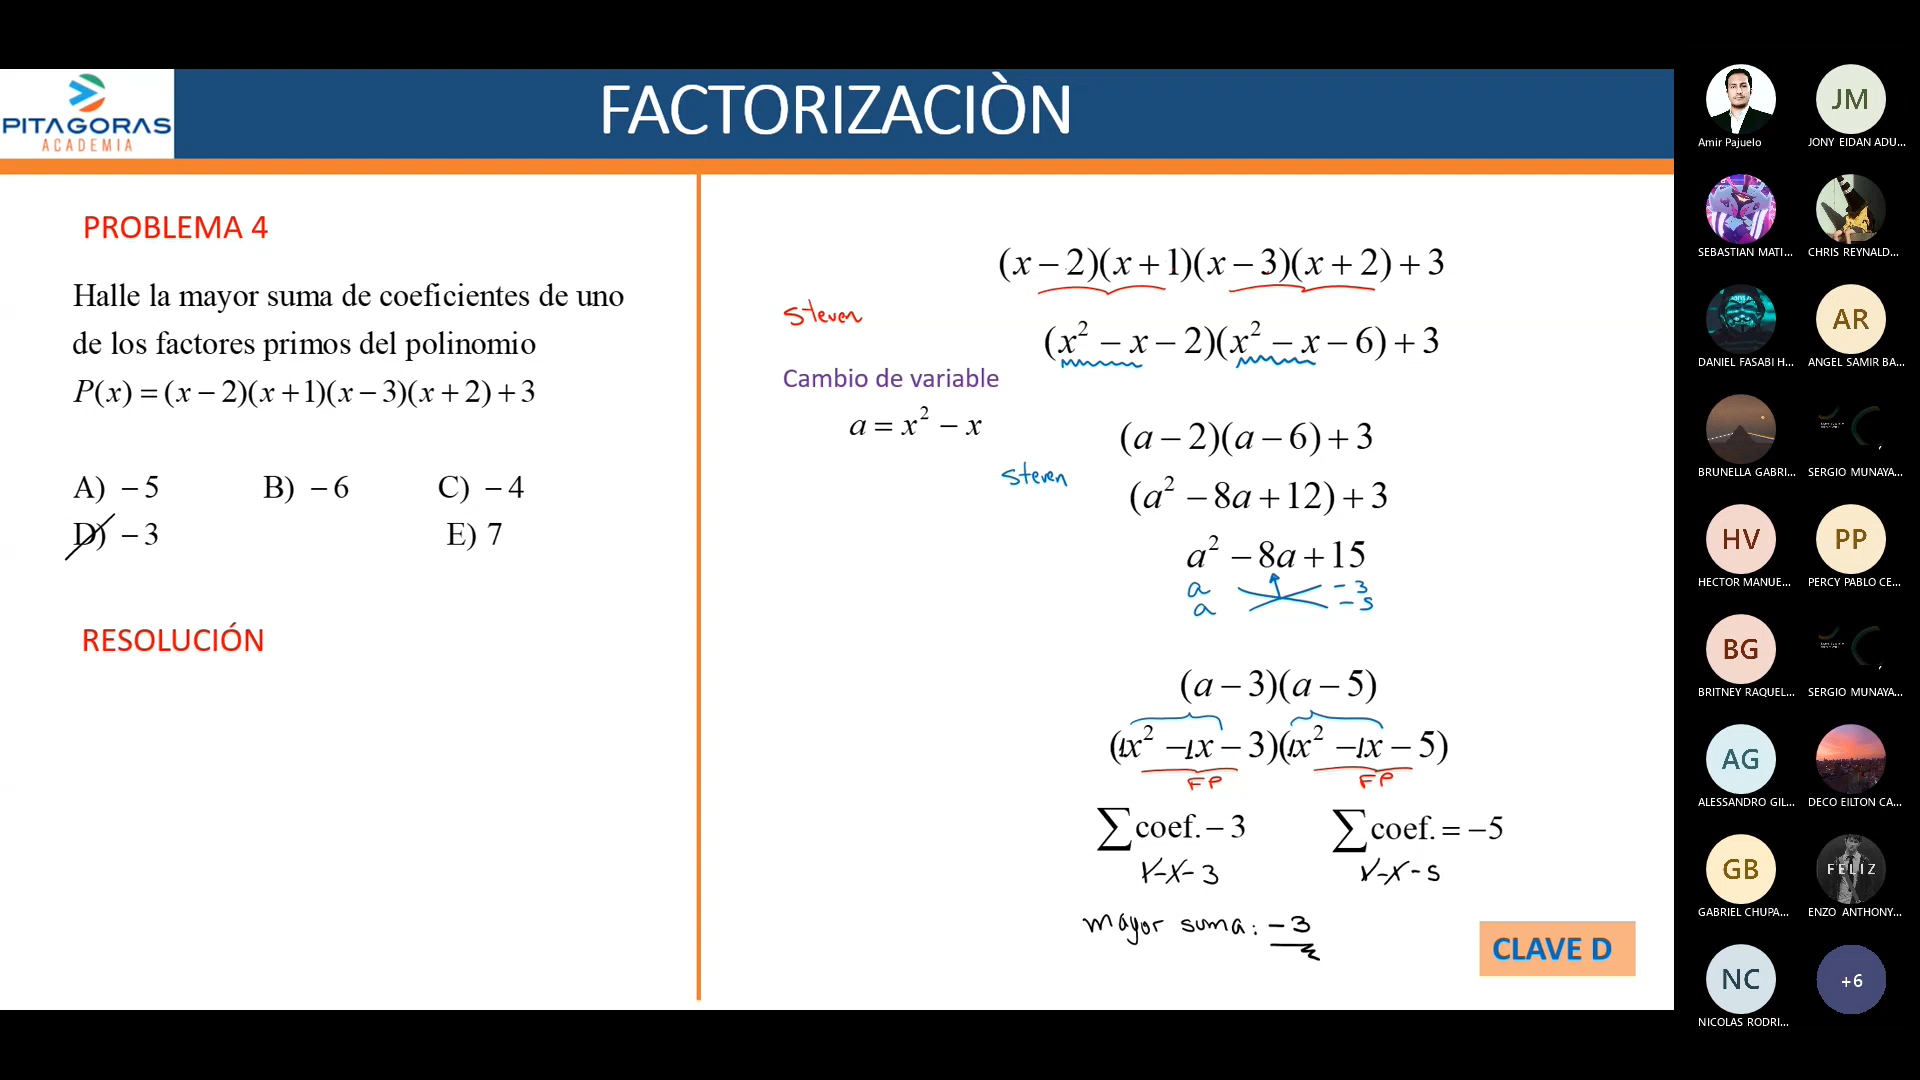 PITAGORAS
ACADEMIA
FACTORIZACIÒN
PROBLEMA 4
Halle la mayor suma de coeficientes de uno
de los factores primos del polinomio
P(x) = (x − 2)(x + 1)(x − 3)(x + 2) + 3
A) − 5 B) − 6 C) − 4
D) − 3 E) 7
RESOLUCIÓN
(x − 2)(x + 1)(x − 3)(x + 2) + 3
Steven
(x² − x − 2)(x² − x − 6) + 3
Cambio de variable
a = x² − x
(a − 2)(a − 6) + 3
Steven
(a² − 8a + 12) + 3
a² − 8a + 15
a − 3
a − 5
(a − 3)(a − 5)
(1x² − 1x − 3)(1x² − 1x − 5)
FP FP
∑ coef. − 3 ∑ coef. = −5
1 - 1 - 3 1 - 1 - 5
mayor suma: - 3
CLAVE D
Amir Pajuelo
JM
JONY EIDAN ADU...
SEBASTIAN MATI...
CHRIS REYNALD...
DANIEL FASABI H...
AR
ANGEL SAMIR BA...
BRUNELLA GABRI...
SERGIO MUNAYA...
HV
HECTOR MANUE...
PP
PERCY PABLO CE...
BG
BRITNEY RAQUEL...
SERGIO MUNAYA...
AG
ALESSANDRO GIL...
DECO EILTON CA...
GB
GABRIEL CHUPA...
FELIZ
ENZO ANTHONY...
NC
NICOLAS RODRI...
+6